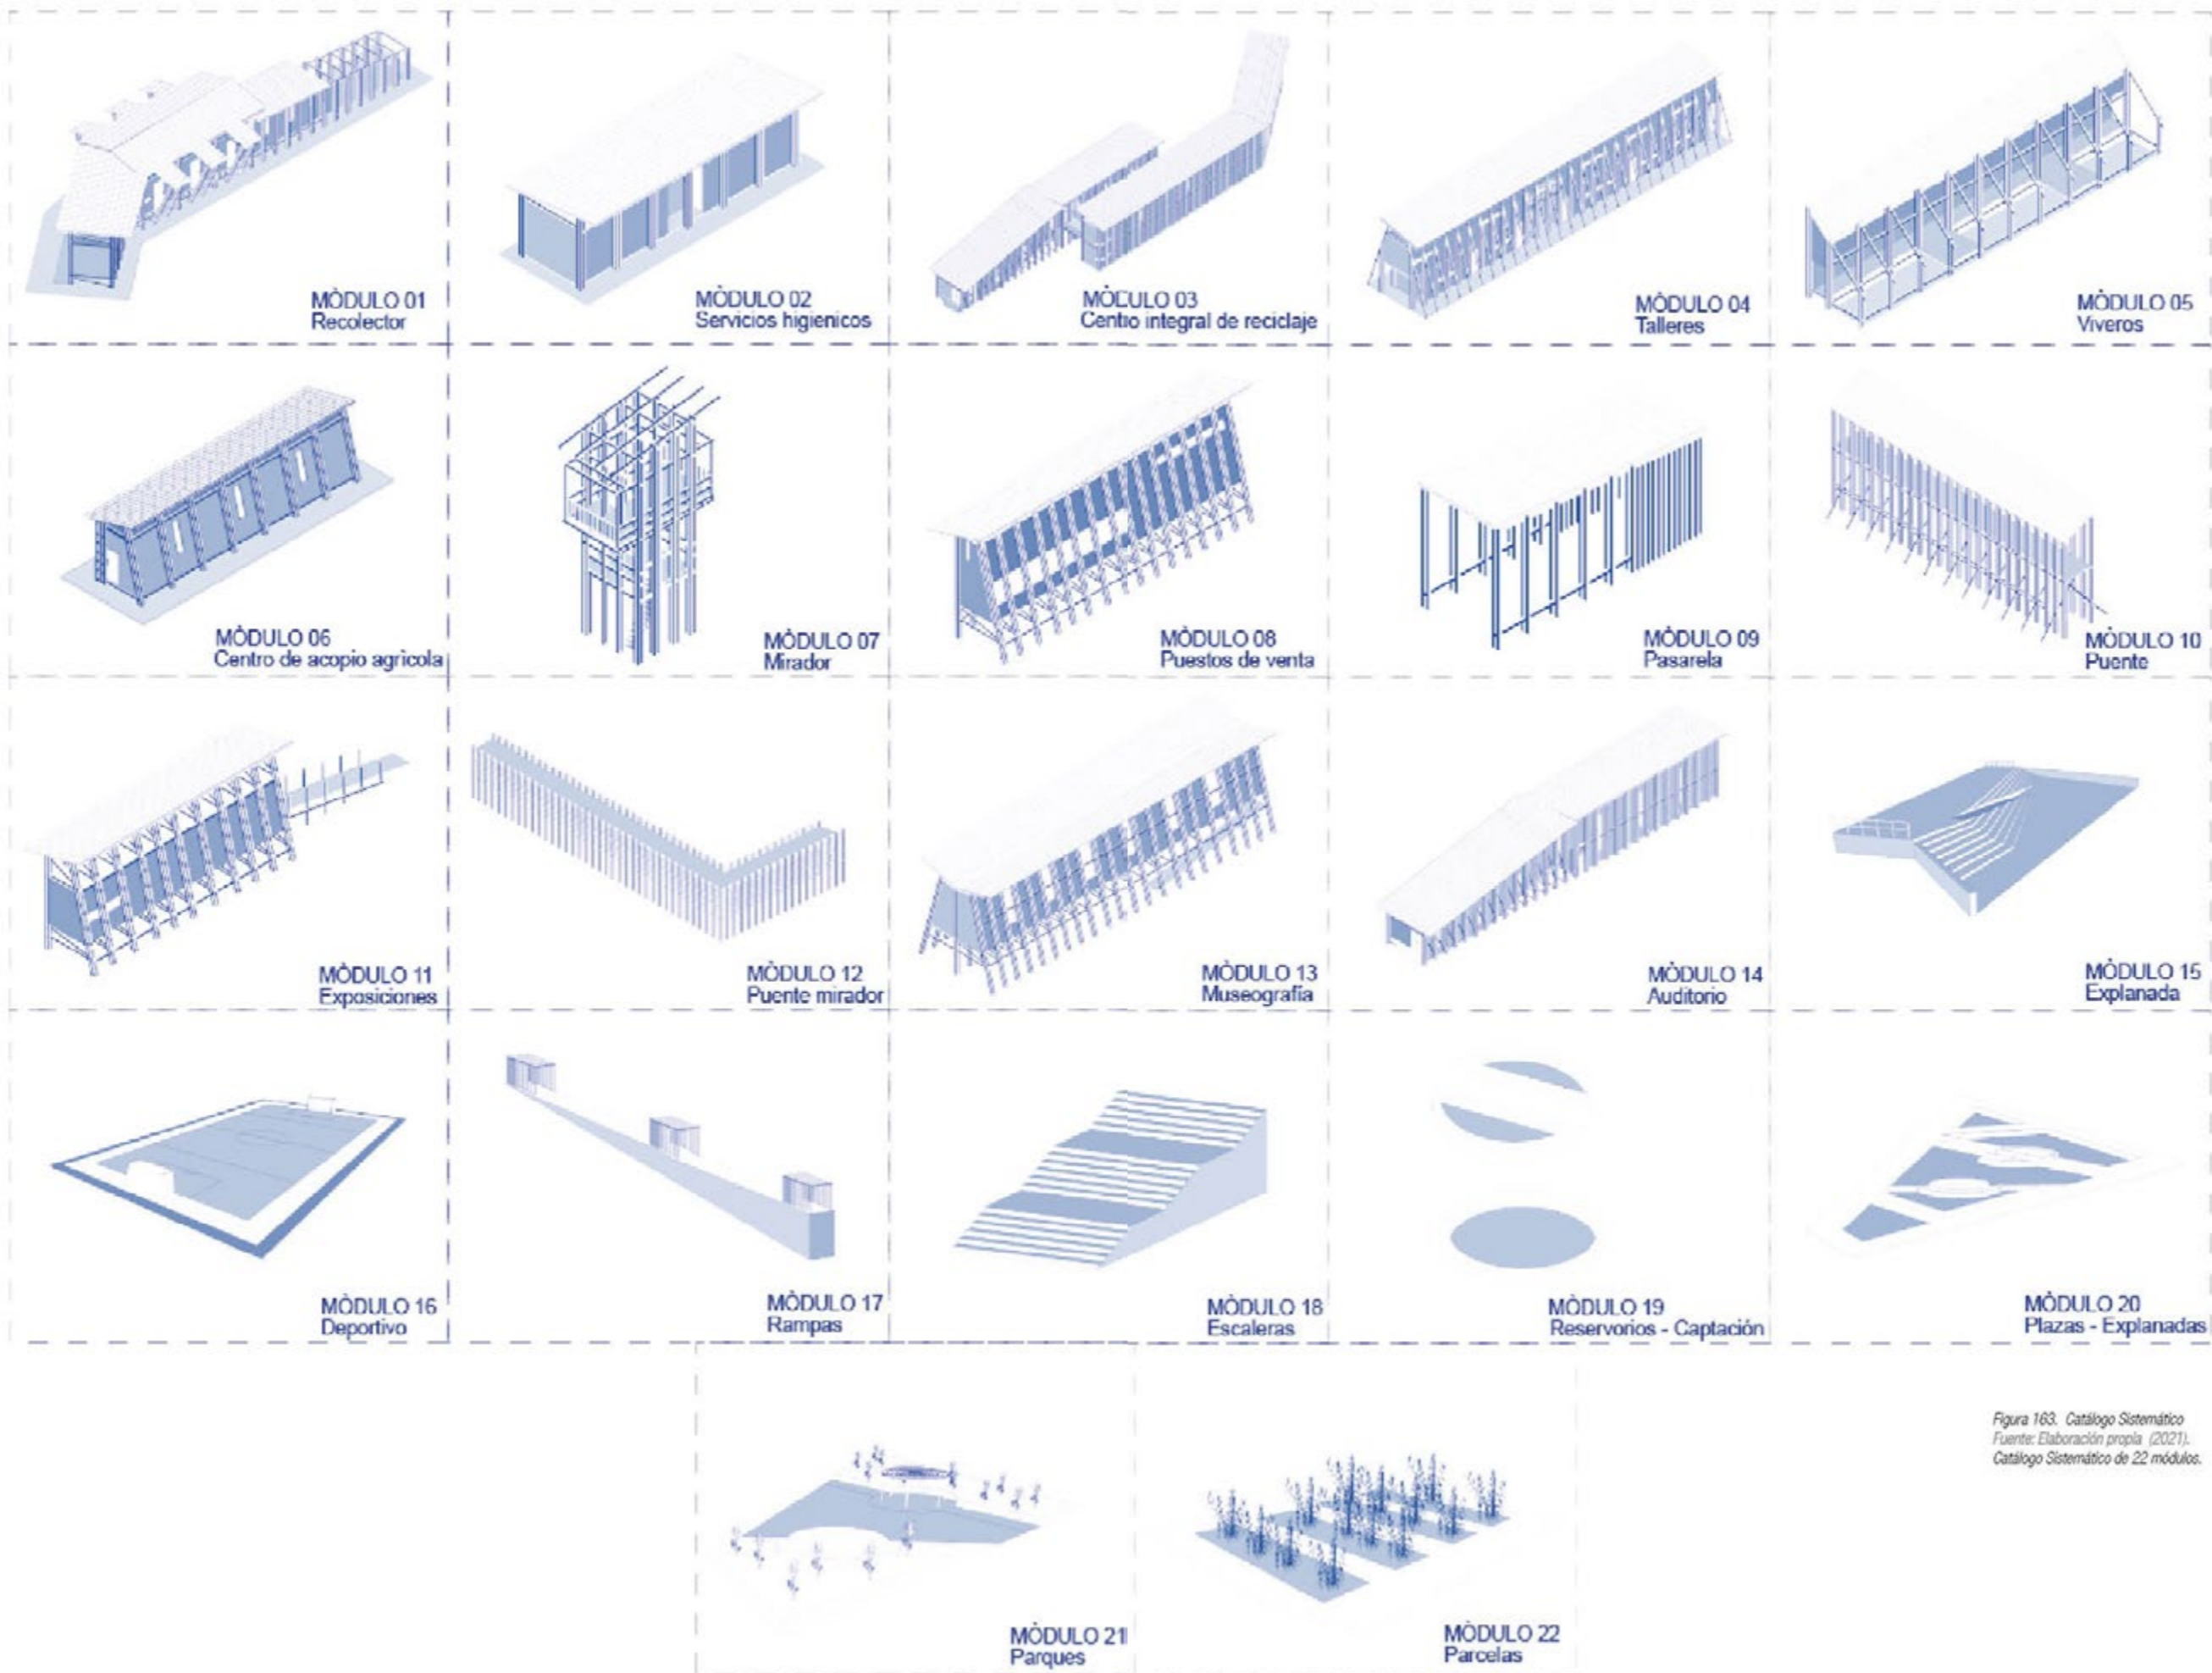 MÒDULO 01
Recolector
MÒDULO 02
Servicios higienicos
MÒDULO 03
Centro integral de reciclaje
MÒDULO 04
Talleres
MÒDULO 05
Viveros
MÒDULO 06
Centro de acopio agricola
MÒDULO 07
Mirador
MÒDULO 08
Puestos de venta
MÒDULO 09
Pasarela
MÒDULO 10
Puente
MÒDULO 11
Exposiciones
MÒDULO 12
Puente mirador
MÒDULO 13
Museografía
MÒDULO 14
Auditorio
MÒDULO 15
Explanada
MÒDULO 16
Deportivo
MÒDULO 17
Rampas
MÒDULO 18
Escaleras
MÒDULO 19
Reservorios - Captación
MÒDULO 20
Plazas - Explanadas
MÒDULO 21
Parques
MÒDULO 22
Parcelas
Figura 163. Catálogo Sistemático
Fuente: Elaboración propia (2021).
Catálogo Sistemático de 22 módulos.